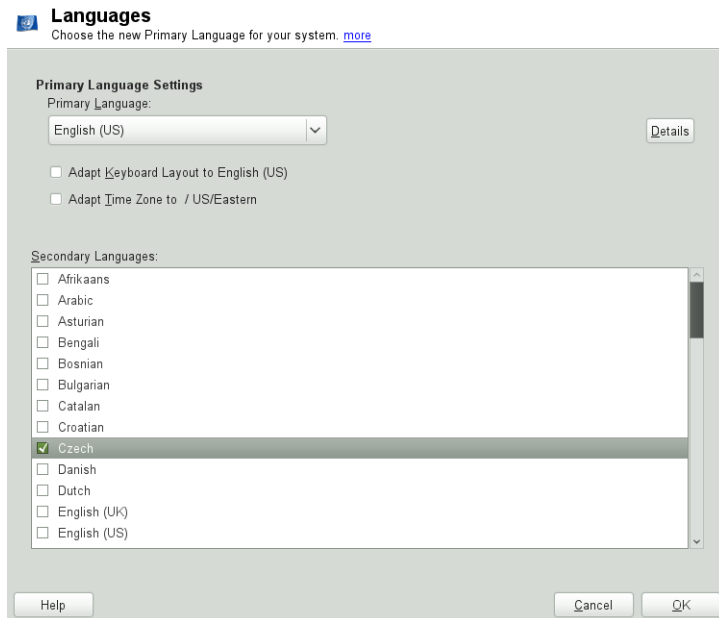 Languages
Choose the new Primary Language for your system. more
Primary Language Settings
Primary Language:
English (US)
Details
Adapt Keyboard Layout to English (US)
Adapt Time Zone to / US/Eastern
Secondary Languages:
Afrikaans
Arabic
Asturian
Bengali
Bosnian
Bulgarian
Catalan
Croatian
Czech
Danish
Dutch
English (UK)
English (US)
Help
Cancel
OK